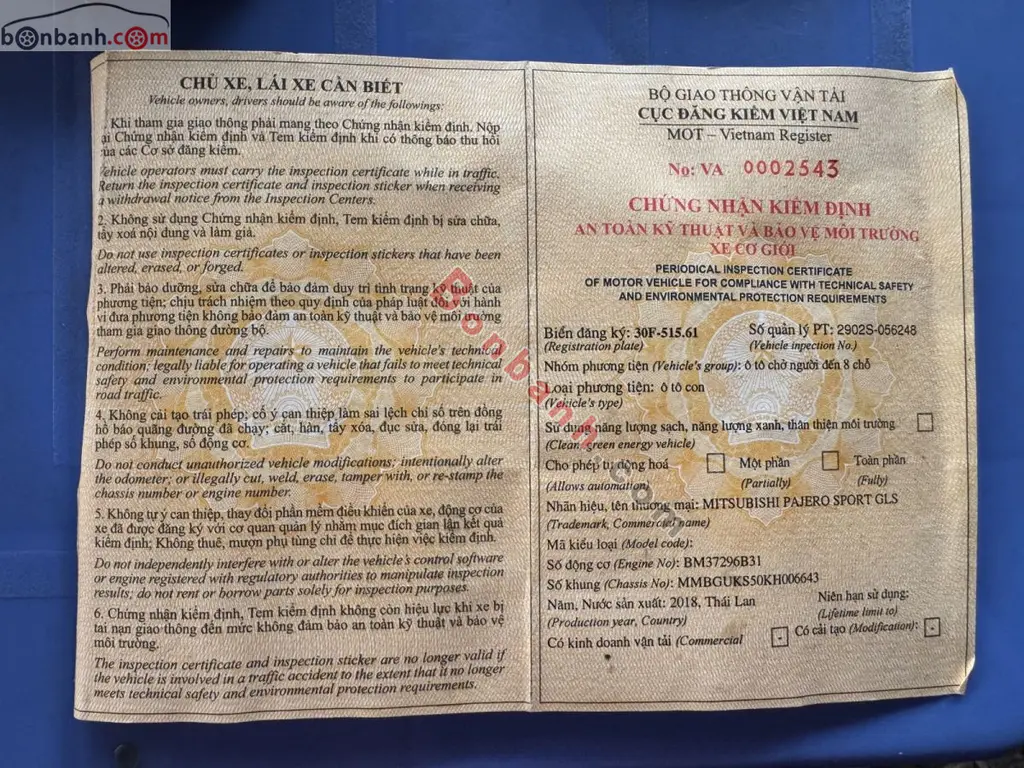 bonbanh.com
CHỦ XE, LÁI XE CẦN BIẾT
Vehicle owners, drivers should be aware of the followings:
1. Khi tham gia giao thông phải mang theo Chứng nhận kiểm định. Nộp
lại Chứng nhận kiểm định và Tem kiểm định khi có thông báo thu hồi
của các Cơ sở đăng kiểm.
Vehicle operators must carry the inspection certificate while in traffic.
Return the inspection certificate and inspection sticker when receiving
a withdrawal notice from the Inspection Centers.
2. Không sử dụng Chứng nhận kiểm định, Tem kiểm định bị sửa chữa,
tẩy xoá nội dung và làm giả.
Do not use inspection certificates or inspection stickers that have been
altered, erased, or forged.
3. Phải bảo dưỡng, sửa chữa để bảo đảm duy trì tình trạng kỹ thuật của
phương tiện; chịu trách nhiệm theo quy định của pháp luật đối với hành
vi đưa phương tiện không bảo đảm an toàn kỹ thuật và bảo vệ môi trường
tham gia giao thông đường bộ.
Perform maintenance and repairs to maintain the vehicle's technical
condition; legally liable for operating a vehicle that fails to meet technical
safety and environmental protection requirements to participate in
road traffic.
4. Không cải tạo trái phép; cố ý can thiệp làm sai lệch chỉ số trên đồng
hồ báo quãng đường đã chạy; cắt, hàn, tẩy xóa, đục sửa, đóng lại trái
phép số khung, số động cơ.
Do not conduct unauthorized vehicle modifications; intentionally alter
the odometer; or illegally cut, weld, erase, tamper with, or re-stamp the
chassis number or engine number.
5. Không tự ý can thiệp, thay đổi phần mềm điều khiển của xe, động cơ của
xe đã được đăng ký với cơ quan quản lý nhằm mục đích gian lận kết quả
kiểm định; Không thuê, mượn phụ tùng chỉ để thực hiện việc kiểm định.
Do not independently interfere with or alter the vehicle's control software
or engine registered with regulatory authorities to manipulate inspection
results; do not rent or borrow parts solely for inspection purposes.
6. Chứng nhận kiểm định, Tem kiểm định không còn hiệu lực khi xe bị
tai nạn giao thông đến mức không đảm bảo an toàn kỹ thuật và bảo vệ
môi trường.
The inspection certificate and inspection sticker are no longer valid if
the vehicle is involved in a traffic accident to the extent that it no longer
meets technical safety and environmental protection requirements.
BỘ GIAO THÔNG VẬN TẢI
CỤC ĐĂNG KIỂM VIỆT NAM
MOT – Vietnam Register
No: VA 0002543
CHỨNG NHẬN KIỂM ĐỊNH
AN TOÀN KỸ THUẬT VÀ BẢO VỆ MÔI TRƯỜNG
XE CƠ GIỚI
PERIODICAL INSPECTION CERTIFICATE
OF MOTOR VEHICLE FOR COMPLIANCE WITH TECHNICAL SAFETY
AND ENVIRONMENTAL PROTECTION REQUIREMENTS
Biển đăng ký: 30F-515.61 Số quản lý PT: 2902S-056248
(Registration plate) (Vehicle inspection No.)
Nhóm phương tiện (Vehicle's group): ô tô chở người đến 8 chỗ
Loại phương tiện: ô tô con
(Vehicle's type)
Sử dụng năng lượng sạch, năng lượng xanh, thân thiện môi trường
(Clean, green energy vehicle)
Cho phép tự động hoá Một phần Toàn phần
(Allows automation) (Partially) (Fully)
Nhãn hiệu, tên thương mại: MITSUBISHI PAJERO SPORT GLS
(Trademark, Commercial name)
Mã kiểu loại (Model code):
Số động cơ (Engine No): BM37296B31
Số khung (Chassis No): MMBGUKS50KH006643
Năm, Nước sản xuất: 2018, Thái Lan Niên hạn sử dụng:
(Production year, Country) (Lifetime limit to)
Có kinh doanh vận tải (Commercial - Có cải tạo (Modification): -
Bonbanh.com